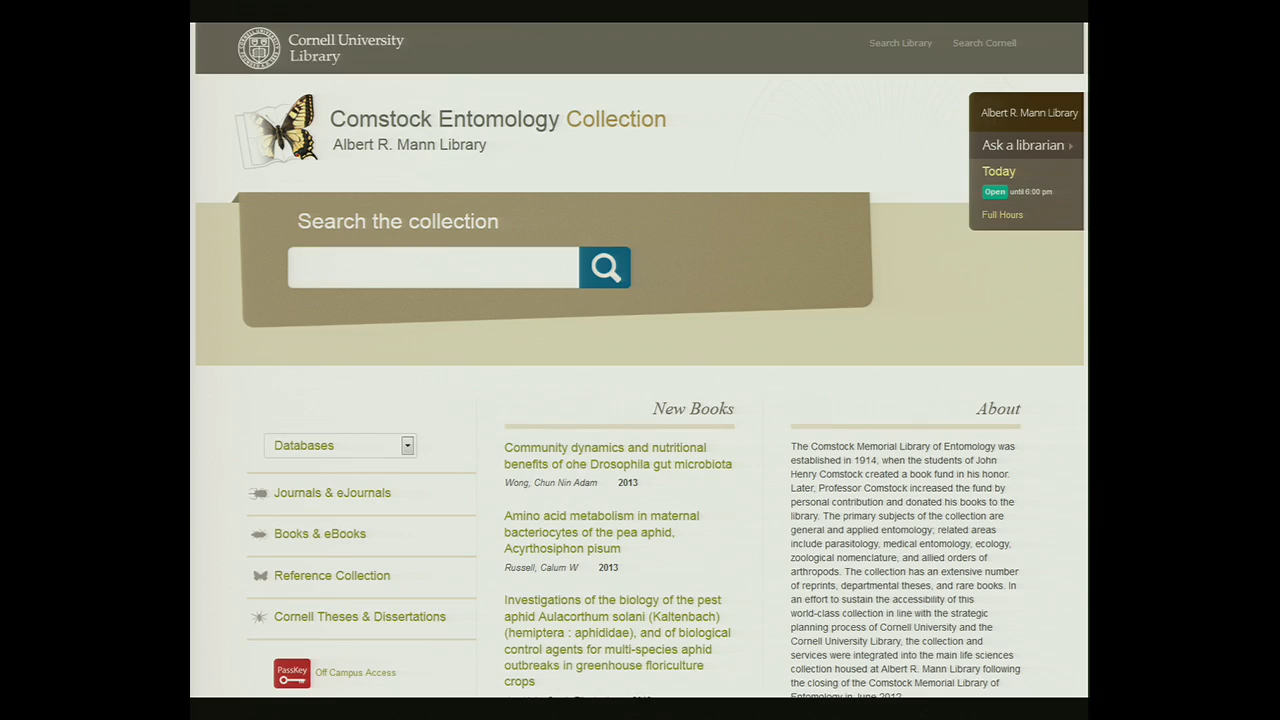 Cornell University
Library
Search Library
Search Cornell
Comstock Entomology Collection
Albert R. Mann Library
Albert R. Mann Library
Ask a librarian
Today
Open until 6:00 pm
Full Hours
Search the collection
Databases
Journals & eJournals
Books & eBooks
Reference Collection
Cornell Theses & Dissertations
PassKey
Off Campus Access
New Books
Community dynamics and nutritional
benefits of ohe Drosophila gut microbiota
Wong, Chun Nin Adam 2013
Amino acid metabolism in maternal
bacteriocytes of the pea aphid,
Acyrthosiphon pisum
Russell, Calum W 2013
Investigations of the biology of the pest
aphid Aulacorthum solani (Kaltenbach)
(hemiptera : aphididae), and of biological
control agents for multi-species aphid
outbreaks in greenhouse floriculture
crops
About
The Comstock Memorial Library of Entomology was
established in 1914, when the students of John
Henry Comstock created a book fund in his honor.
Later, Professor Comstock increased the fund by
personal contribution and donated his books to the
library. The primary subjects of the collection are
general and applied entomology; related areas
include parasitology, medical entomology, ecology,
zoological nomenclature, and allied orders of
arthropods. The collection has an extensive number
of reprints, departmental theses, and rare books. In
an effort to sustain the accessibility of this
world-class collection in line with the strategic
planning process of Cornell University and the
Cornell University Library, the collection and
services were integrated into the main life sciences
collection housed at Albert R. Mann Library following
the closing of the Comstock Memorial Library of
Entomology in June 2012.